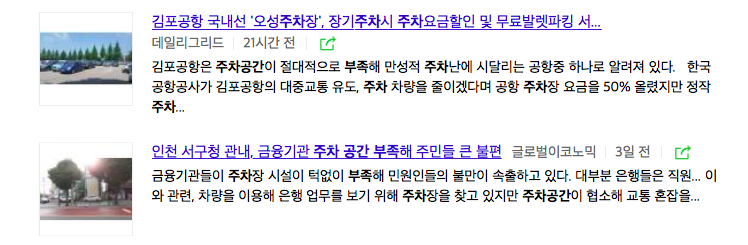 김포공항 국내선 '오성주차장', 장기주차시 주차요금할인 및 무료발렛파킹 서...
데일리그리드 21시간 전
김포공항은 주차공간이 절대적으로 부족해 만성적 주차난에 시달리는 공항중 하나로 알려져 있다. 한국
공항공사가 김포공항의 대중교통 유도, 주차 차량을 줄이겠다며 공항 주차장 요금을 50% 올렸지만 정작
주차...
인천 서구청 관내, 금융기관 주차 공간 부족해 주민들 큰 불편 글로벌이코노믹 3일 전
금융기관들이 주차장 시설이 턱없이 부족해 민원인들의 불만이 속출하고 있다. 대부분 은행들은 직원... 이
와 관련, 차량을 이용해 은행 업무를 보기 위해 주차장을 찾고 있지만 주차공간이 협소해 교통 혼잡을...